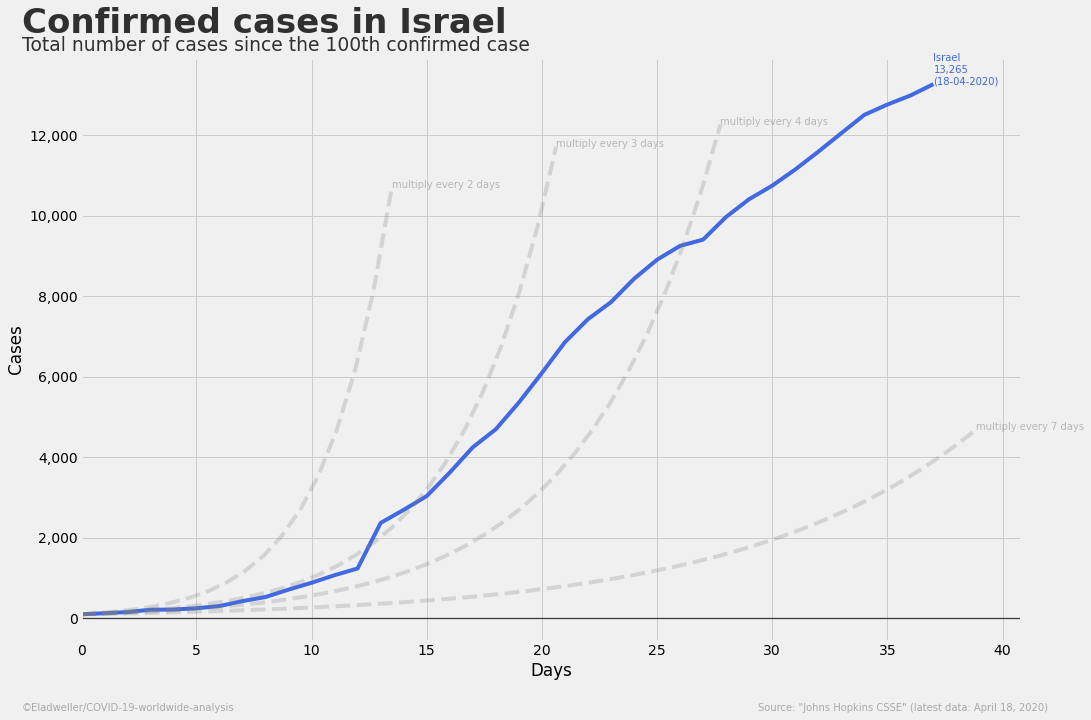 Confirmed cases in Israel
Total number of cases since the 100th confirmed case
Israel
13,265
(18-04-2020)
multiply every 4 days
multiply every 3 days
multiply every 2 days
multiply every 7 days
Cases
12,000
10,000
8,000
6,000
4,000
2,000
0
0 5 10 15 20 25 30 35 40
Days
©Eladweller/COVID-19-worldwide-analysis
Source: "Johns Hopkins CSSE" (latest data: April 18, 2020)